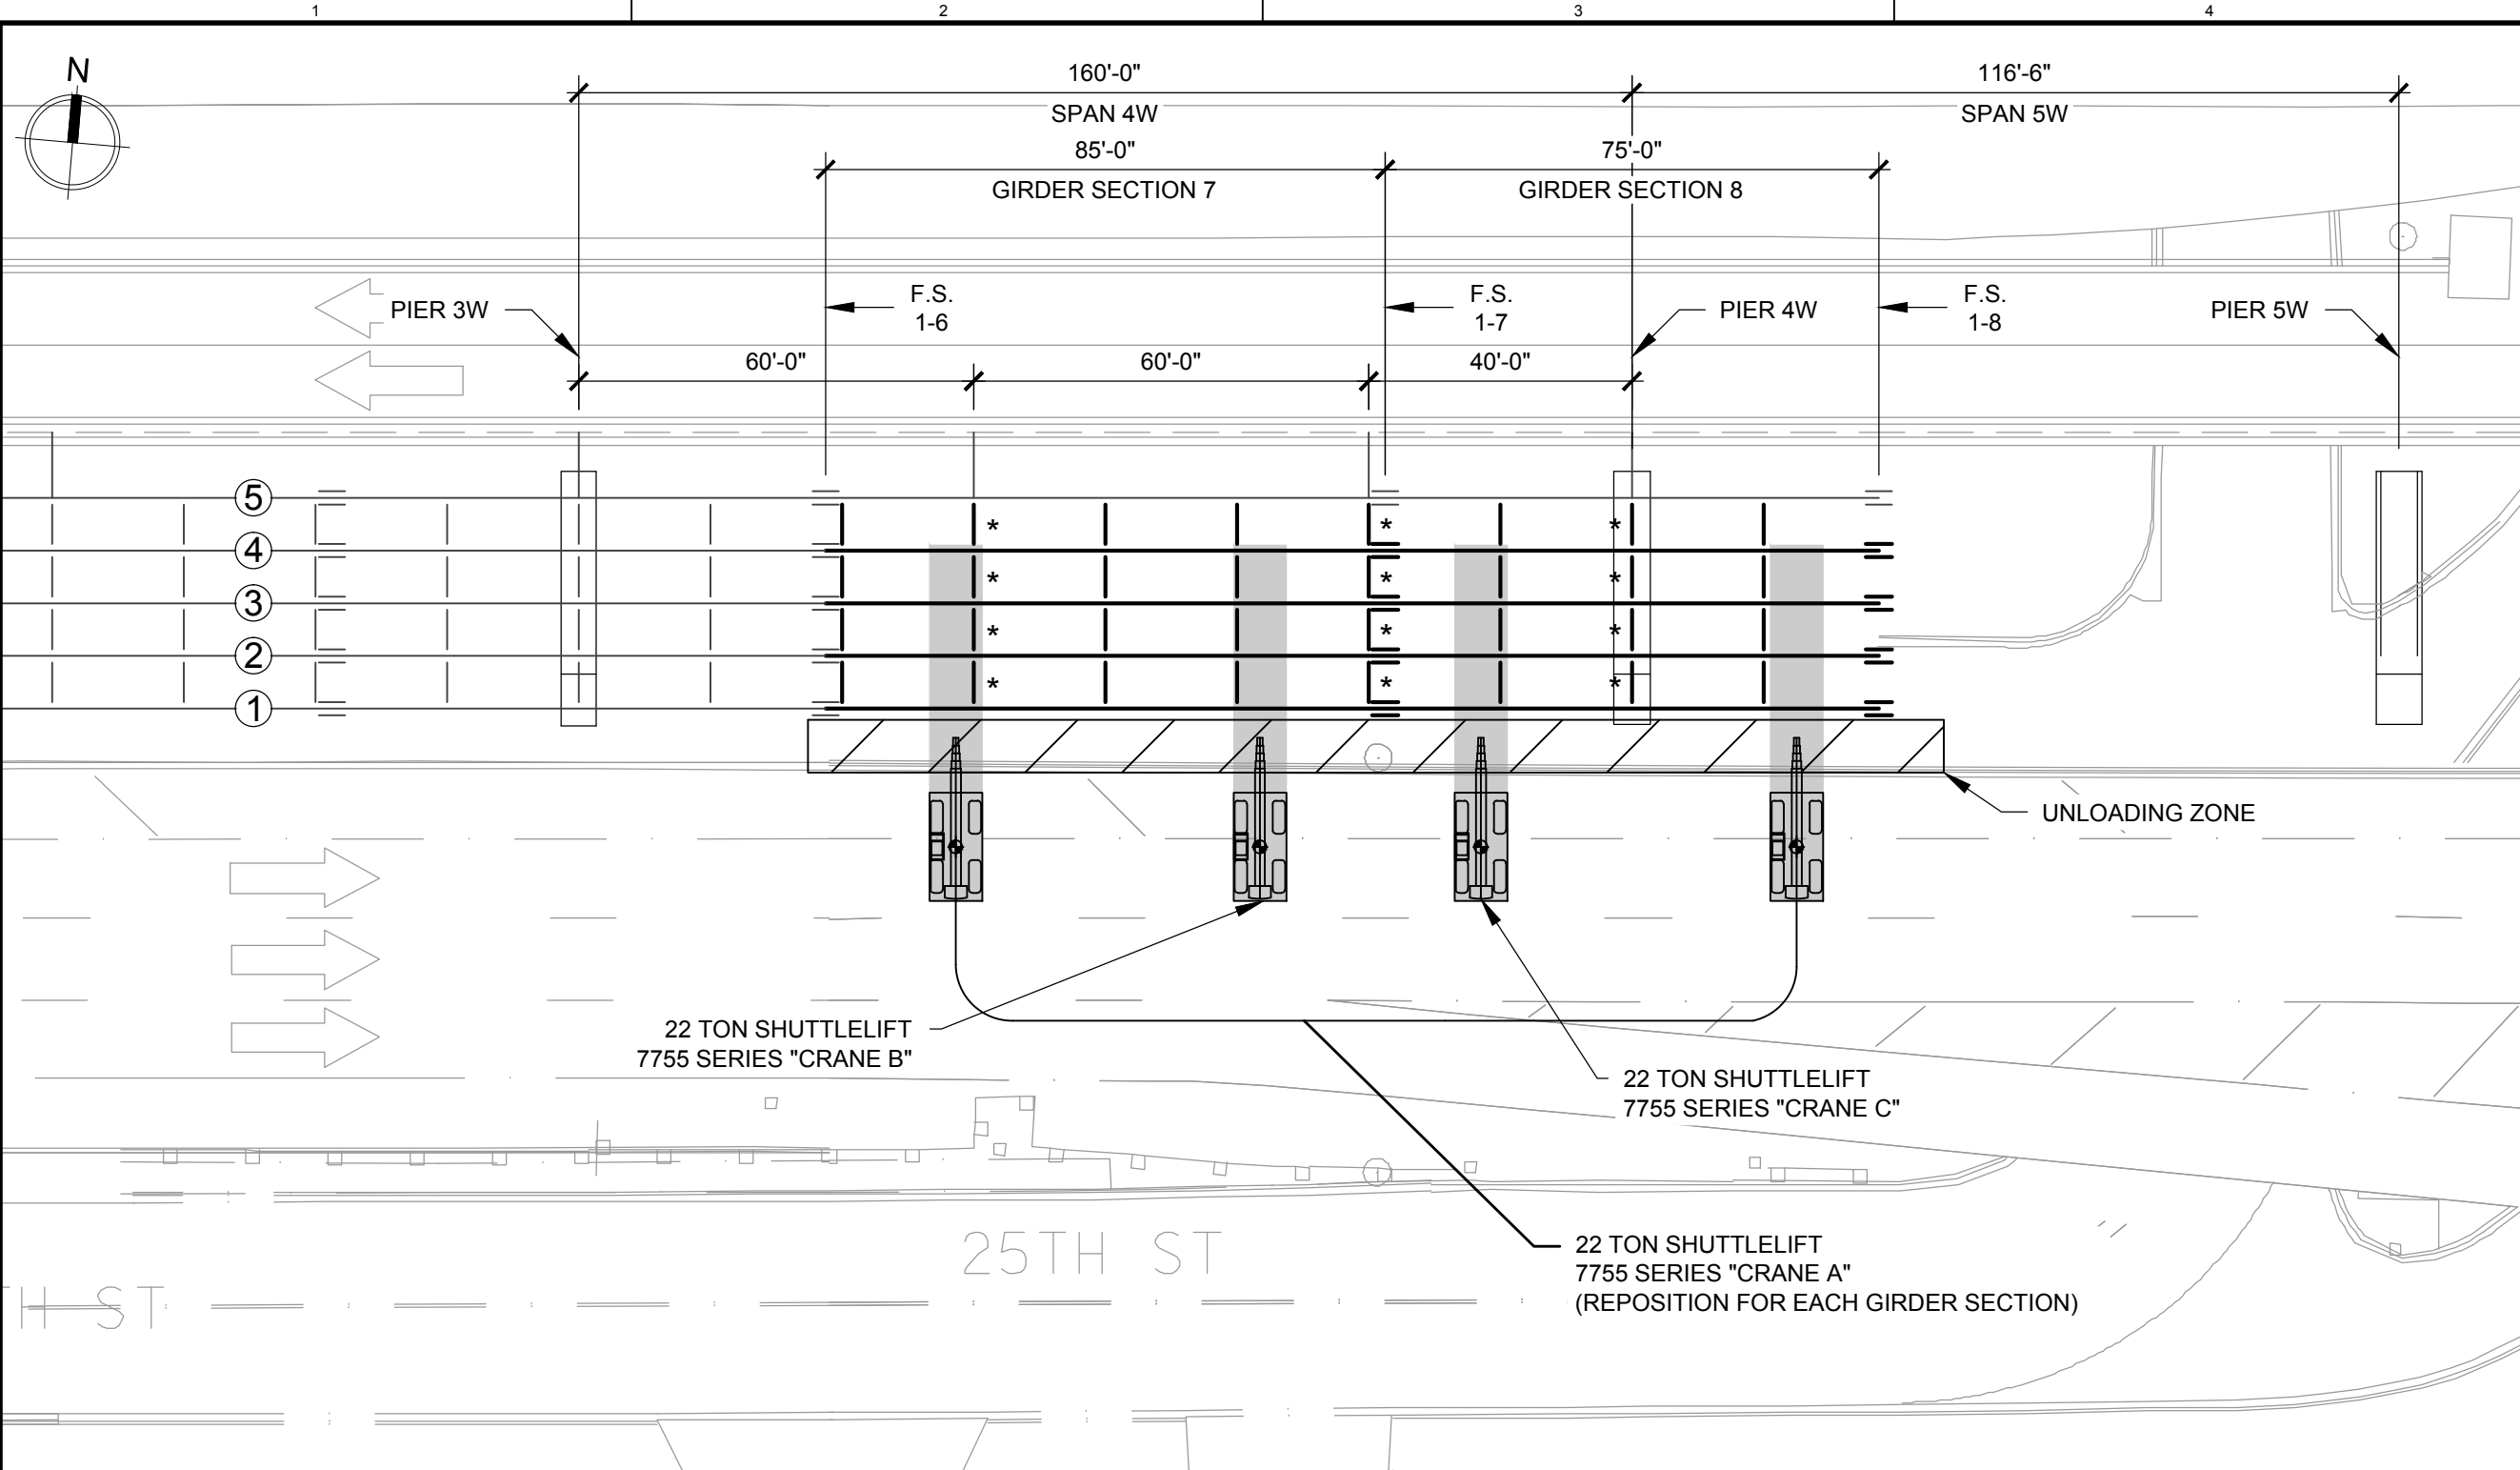 1
2
3
4
N
160'-0"
116'-6"
SPAN 4W
SPAN 5W
85'-0"
75'-0"
GIRDER SECTION 7
GIRDER SECTION 8
PIER 3W
F.S.
1-6
F.S.
1-7
PIER 4W
F.S.
1-8
PIER 5W
60'-0"
60'-0"
40'-0"
5
* * *
4
* * *
3
* * *
2
* * *
1
UNLOADING ZONE
22 TON SHUTTLELIFT
7755 SERIES "CRANE B"
22 TON SHUTTLELIFT
7755 SERIES "CRANE C"
22 TON SHUTTLELIFT
7755 SERIES "CRANE A"
(REPOSITION FOR EACH GIRDER SECTION)
25TH ST
TH ST